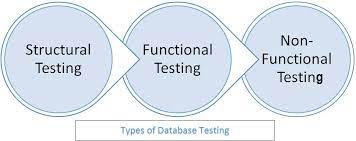 Structural
Testing
Functional
Testing
Non-
Functional
Testing
Types of Database Testing